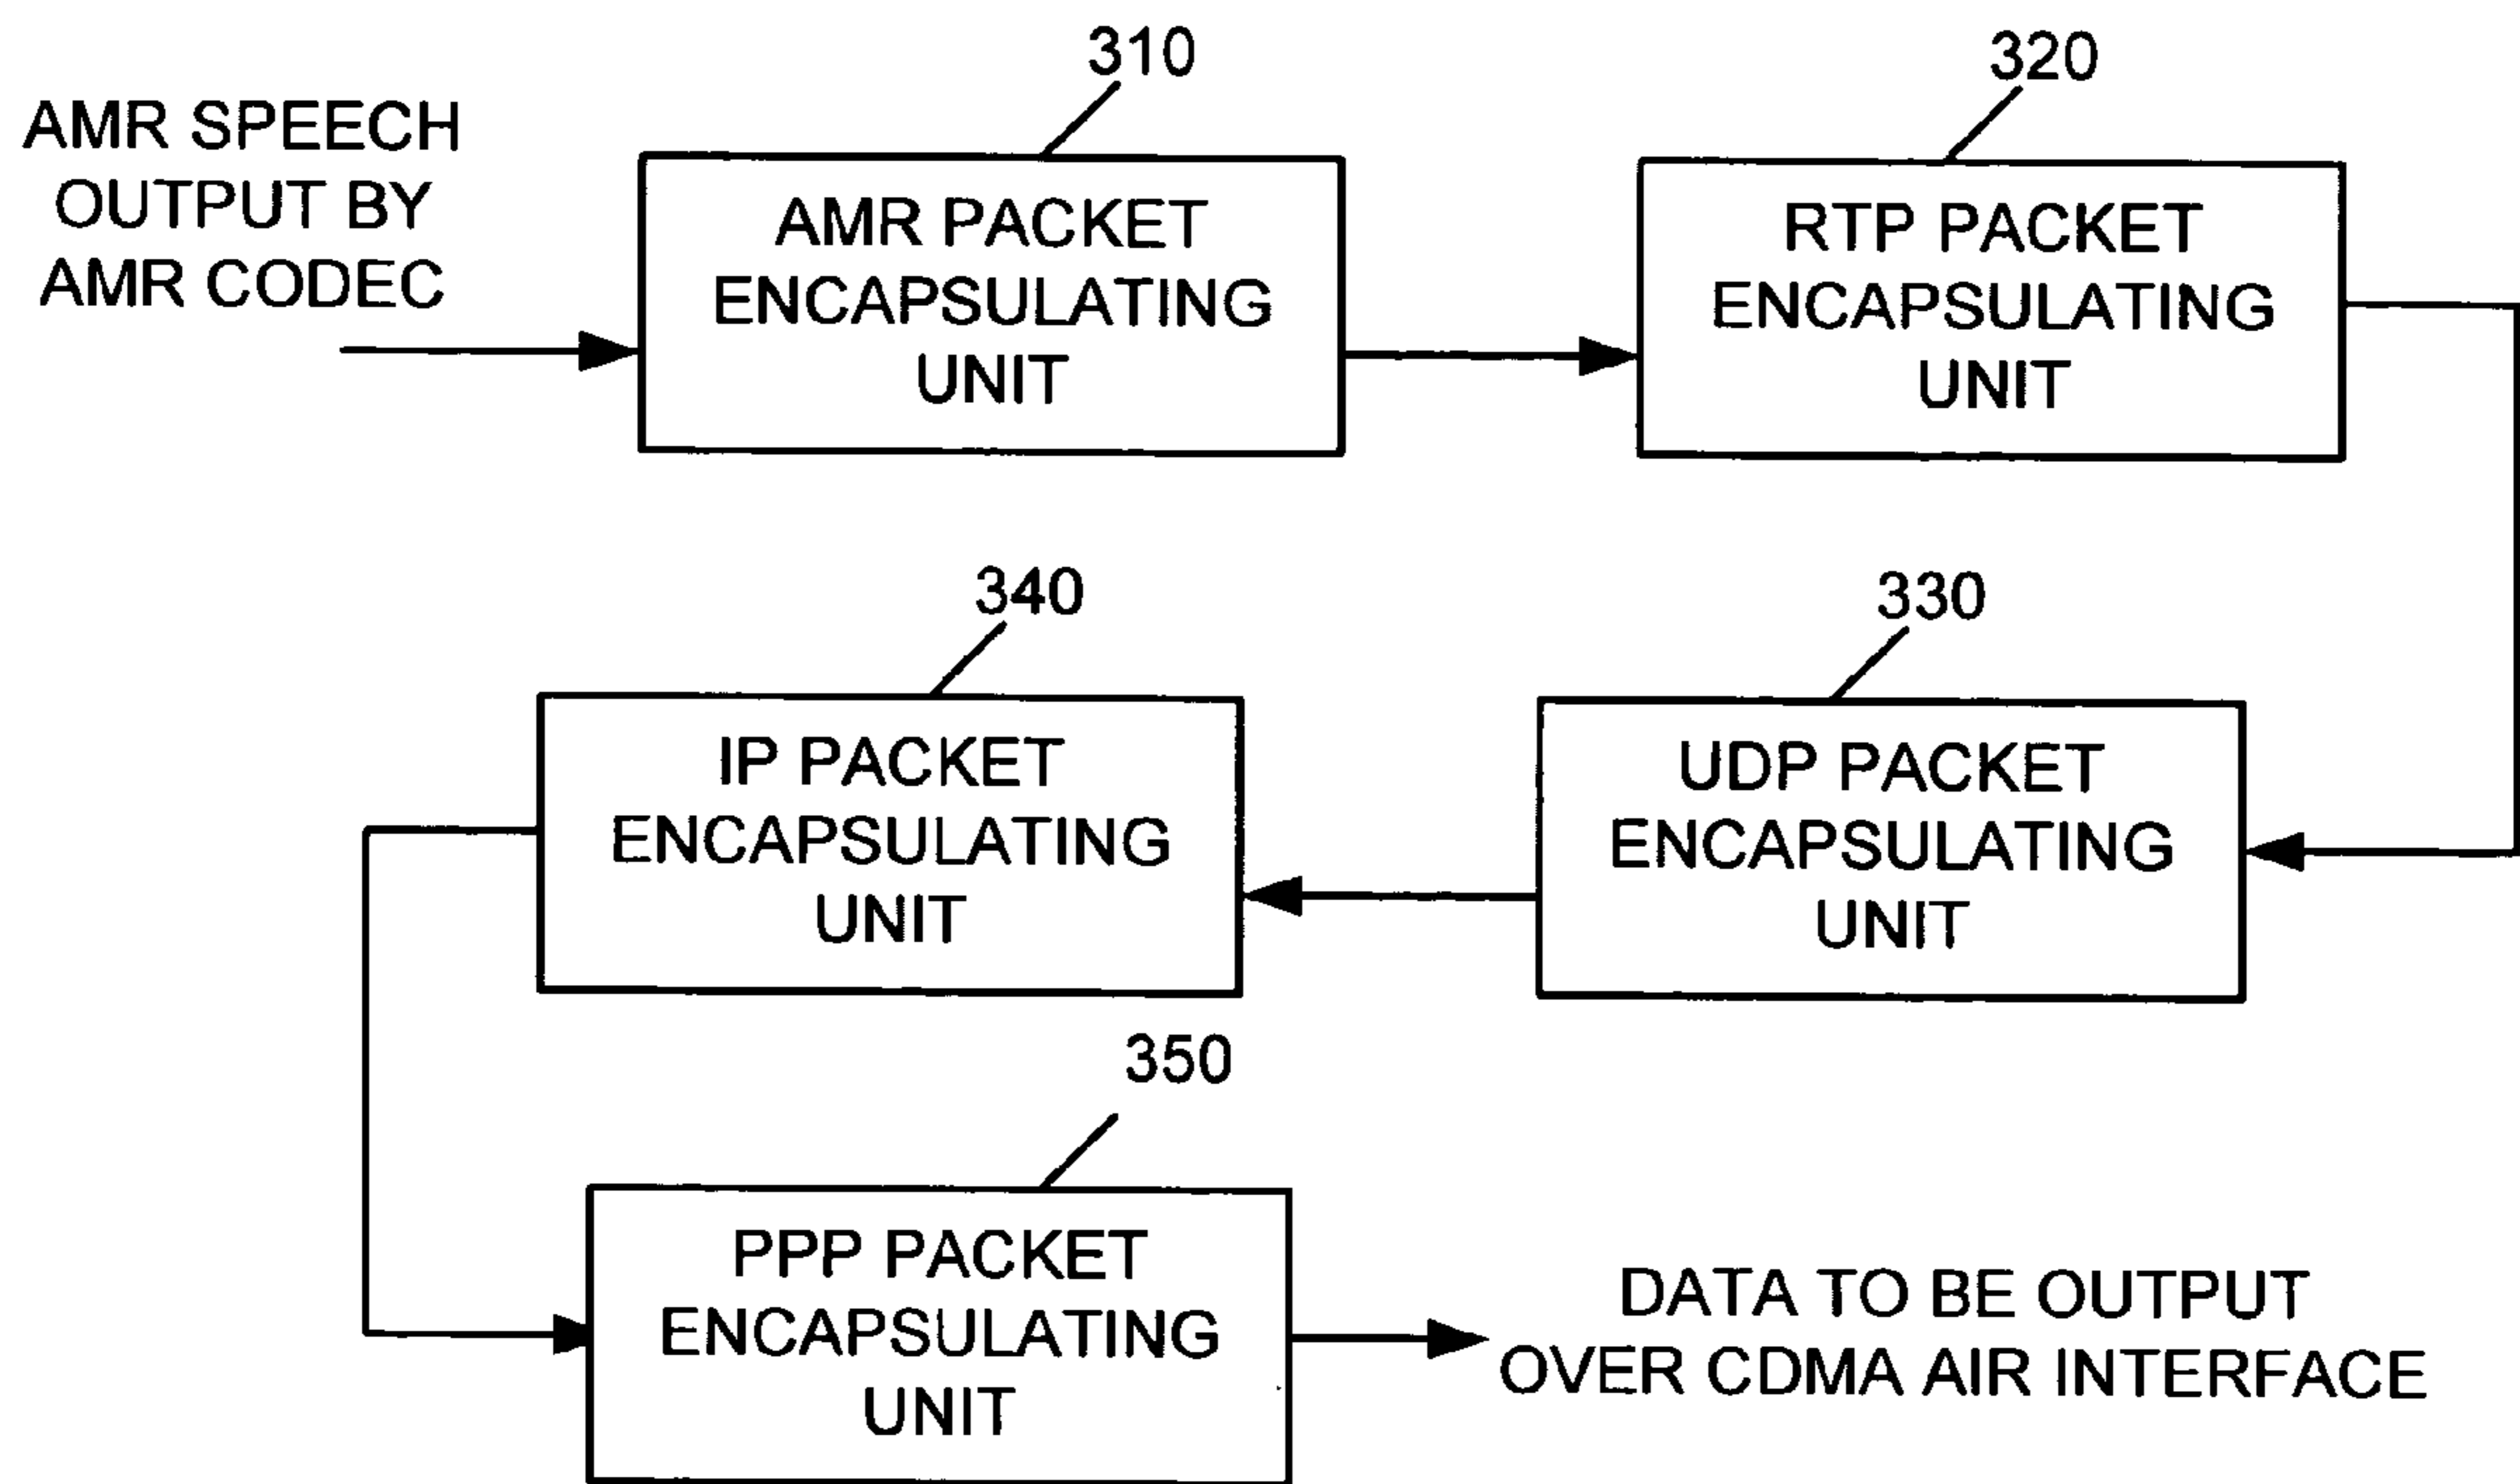 310
320
AMR SPEECH
OUTPUT BY
AMR CODEC
AMR PACKET
ENCAPSULATING
UNIT
RTP PACKET
ENCAPSULATING
UNIT
340
330
IP PACKET
ENCAPSULATING
UNIT
UDP PACKET
ENCAPSULATING
UNIT
350
PPP PACKET
ENCAPSULATING
UNIT
DATA TO BE OUTPUT
OVER CDMA AIR INTERFACE